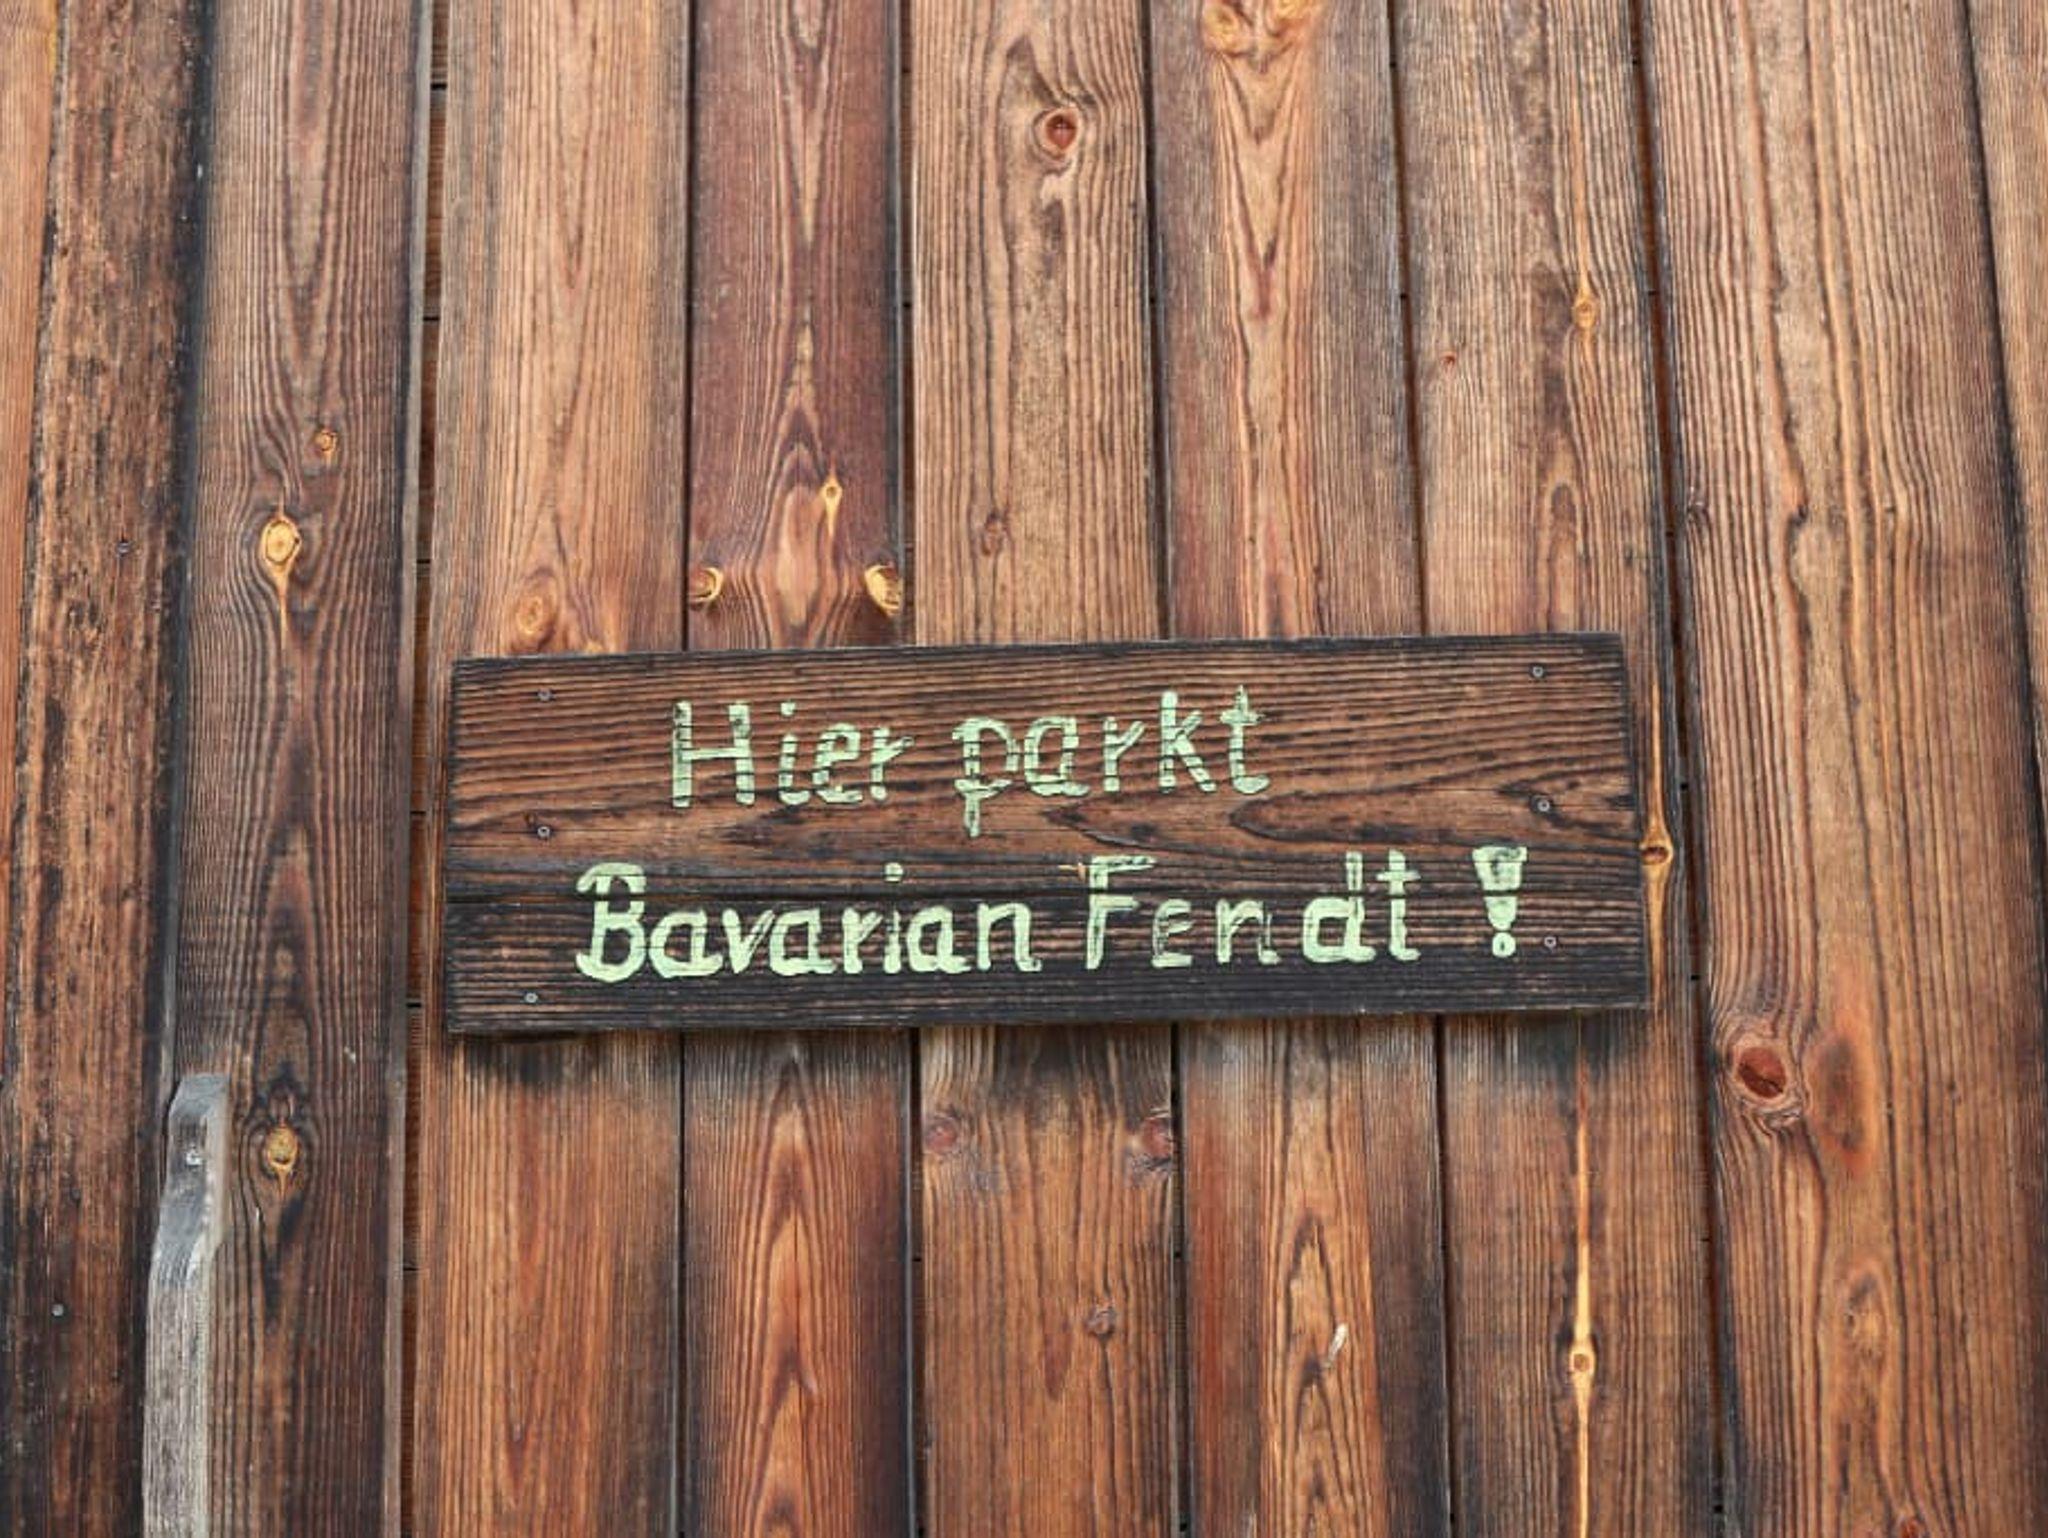 Hier parkt
Bavarian Fendt !